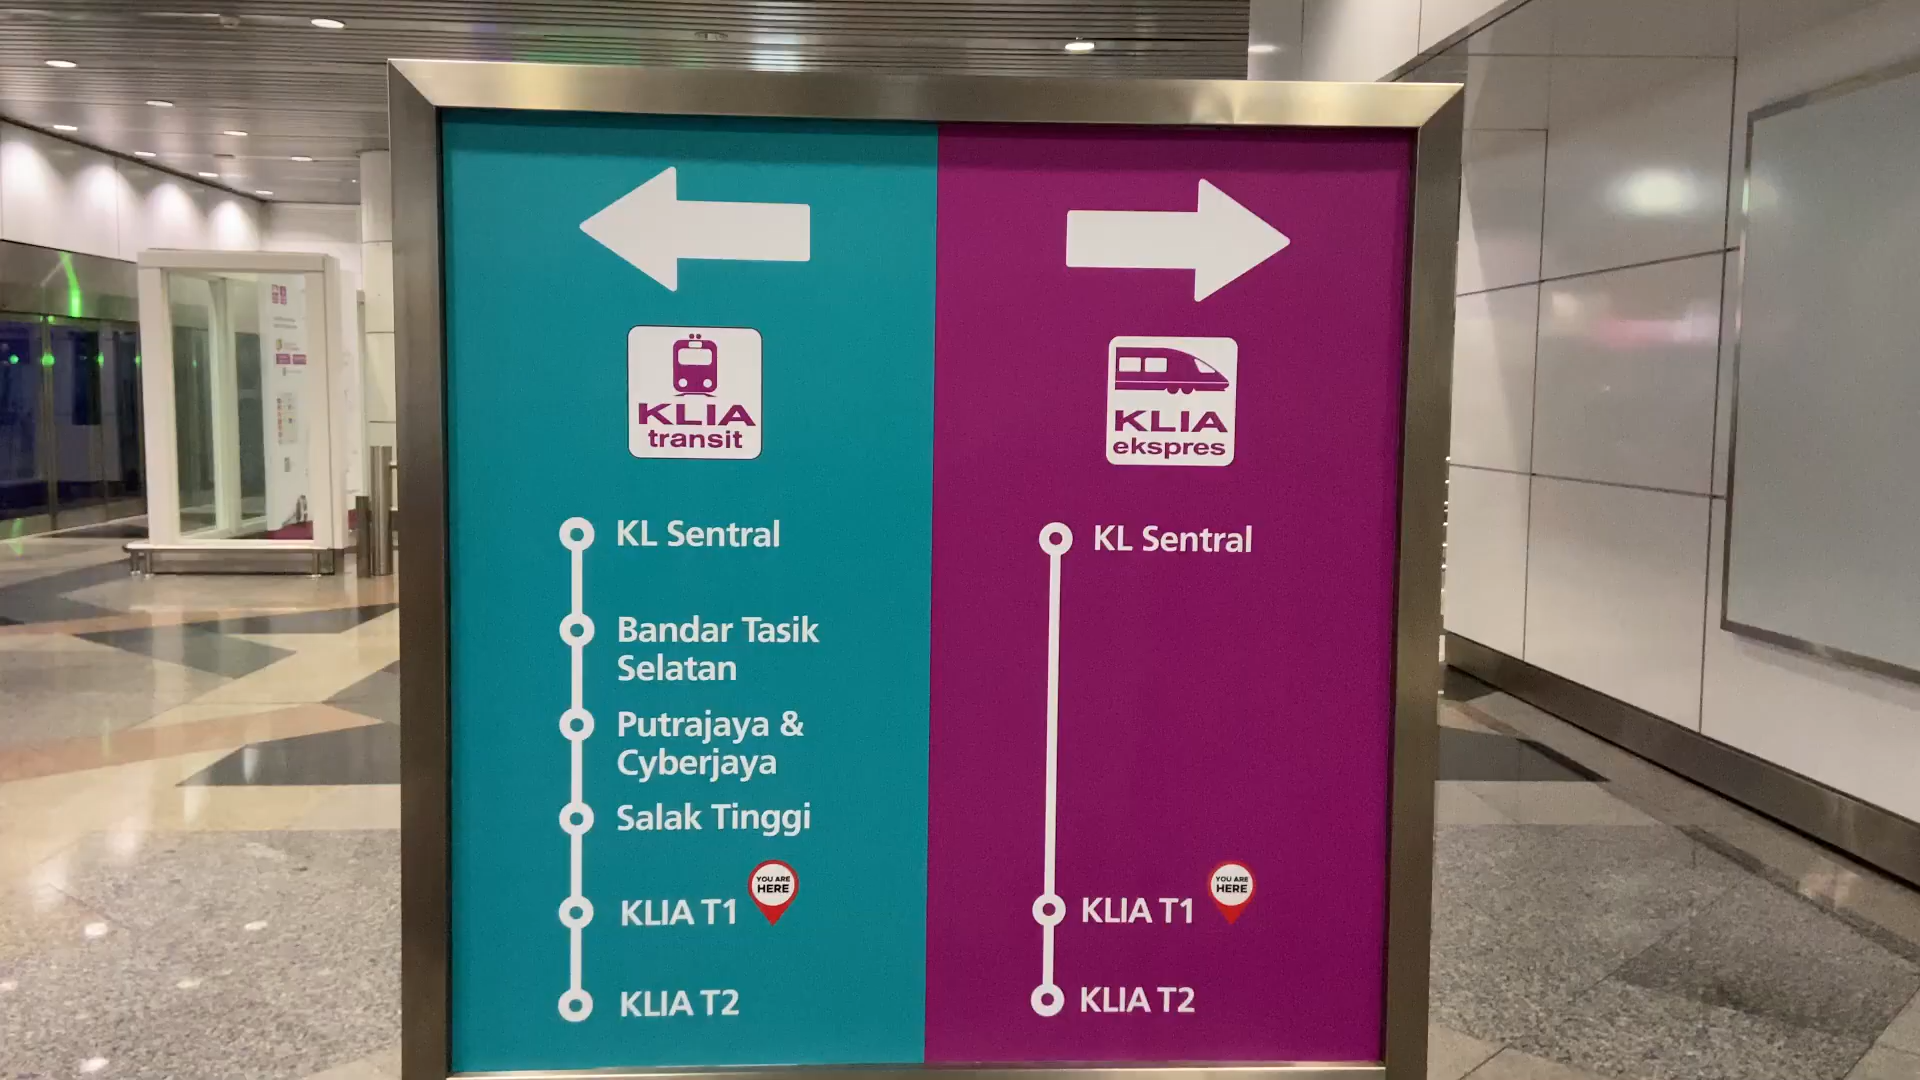 KLIA
transit
KL Sentral
Bandar Tasik
Selatan
Putrajaya &
Cyberjaya
Salak Tinggi
KLIA T1
YOU ARE
HERE
KLIA T2
KLIA
ekspres
KL Sentral
KLIA T1
YOU ARE
HERE
KLIA T2